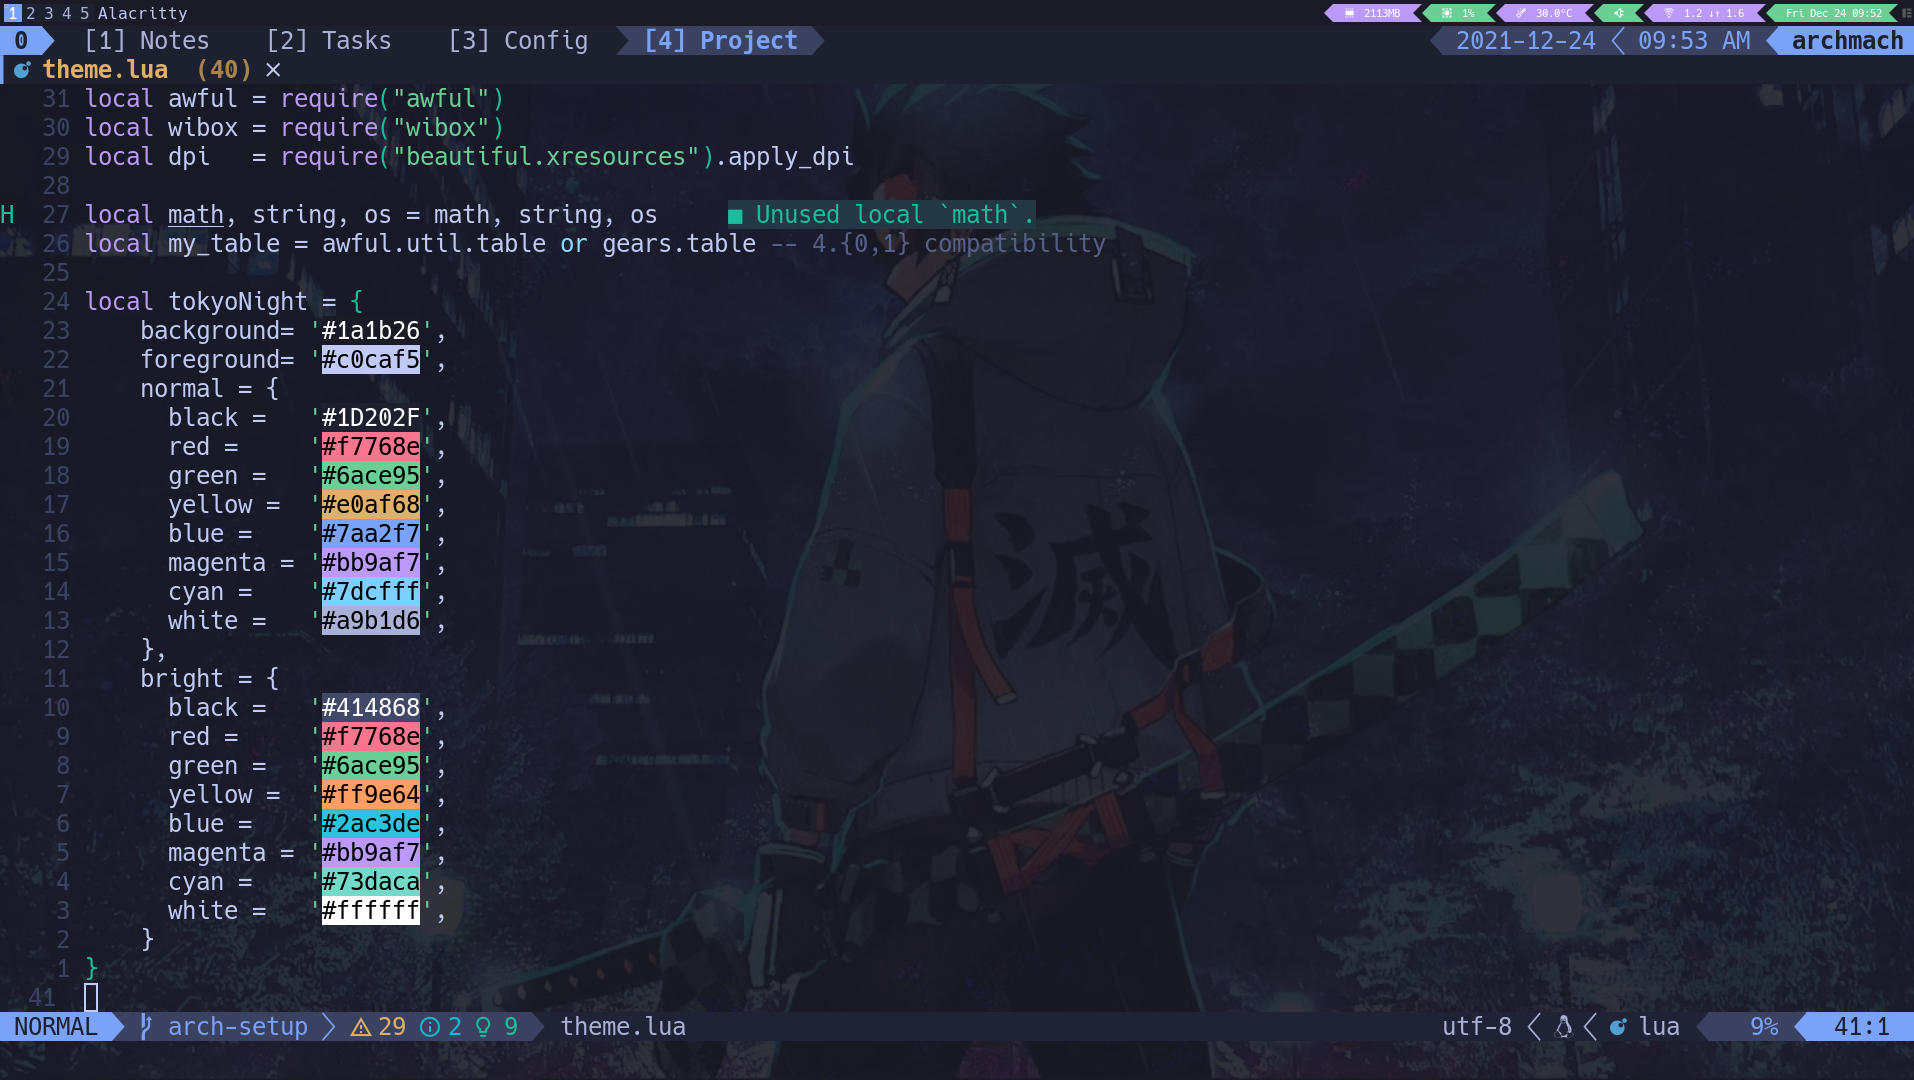 1 2 3 4 5 Alacritty 2113MB 1% 30.0°C 1.2 ↓↑ 1.6 Fri Dec 24 09:52
0 [1] Notes [2] Tasks [3] Config [4] Project 2021-12-24 09:53 AM archmach
theme.lua (40) ×
31 local awful = require("awful")
30 local wibox = require("wibox")
29 local dpi   = require("beautiful.xresources").apply_dpi
28
H 27 local math, string, os = math, string, os     ■ Unused local `math`.
26 local my_table = awful.util.table or gears.table -- 4.{0,1} compatibility
25
24 local tokyoNight = {
23     background= '#1a1b26',
22     foreground= '#c0caf5',
21     normal = {
20       black =   '#1D202F',
19       red =     '#f7768e',
18       green =   '#6ace95',
17       yellow =  '#e0af68',
16       blue =    '#7aa2f7',
15       magenta = '#bb9af7',
14       cyan =    '#7dcfff',
13       white =   '#a9b1d6',
12     },
11     bright = {
10       black =   '#414868',
9       red =     '#f7768e',
8       green =   '#6ace95',
7       yellow =  '#ff9e64',
6       blue =    '#2ac3de',
5       magenta = '#bb9af7',
4       cyan =    '#73daca',
3       white =   '#ffffff',
2     }
1 }
41
滅
NORMAL arch-setup 29 2 9 theme.lua utf-8 lua 9% 41:1